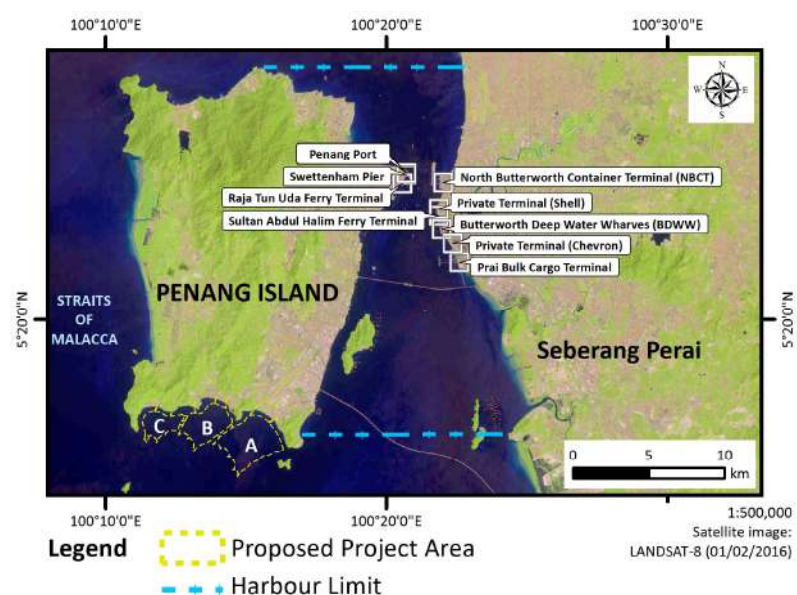 100°10'0"E
100°20'0"E
100°30'0"E
N
W
E
S
Penang Port
Swettenham Pier
Raja Tun Uda Ferry Terminal
Sultan Abdul Halim Ferry Terminal
North Butterworth Container Terminal (NBCT)
Private Terminal (Shell)
Butterworth Deep Water Wharves (BDWW)
Private Terminal (Chevron)
Prai Bulk Cargo Terminal
STRAITS
OF
MALACCA
PENANG ISLAND
Seberang Perai
5°20'0"N
5°20'0"N
C
B
A
0
5
10
km
100°10'0"E
100°20'0"E
100°30'0"E
1:500,000
Satellite image:
LANDSAT-8 (01/02/2016)
Legend
Proposed Project Area
Harbour Limit